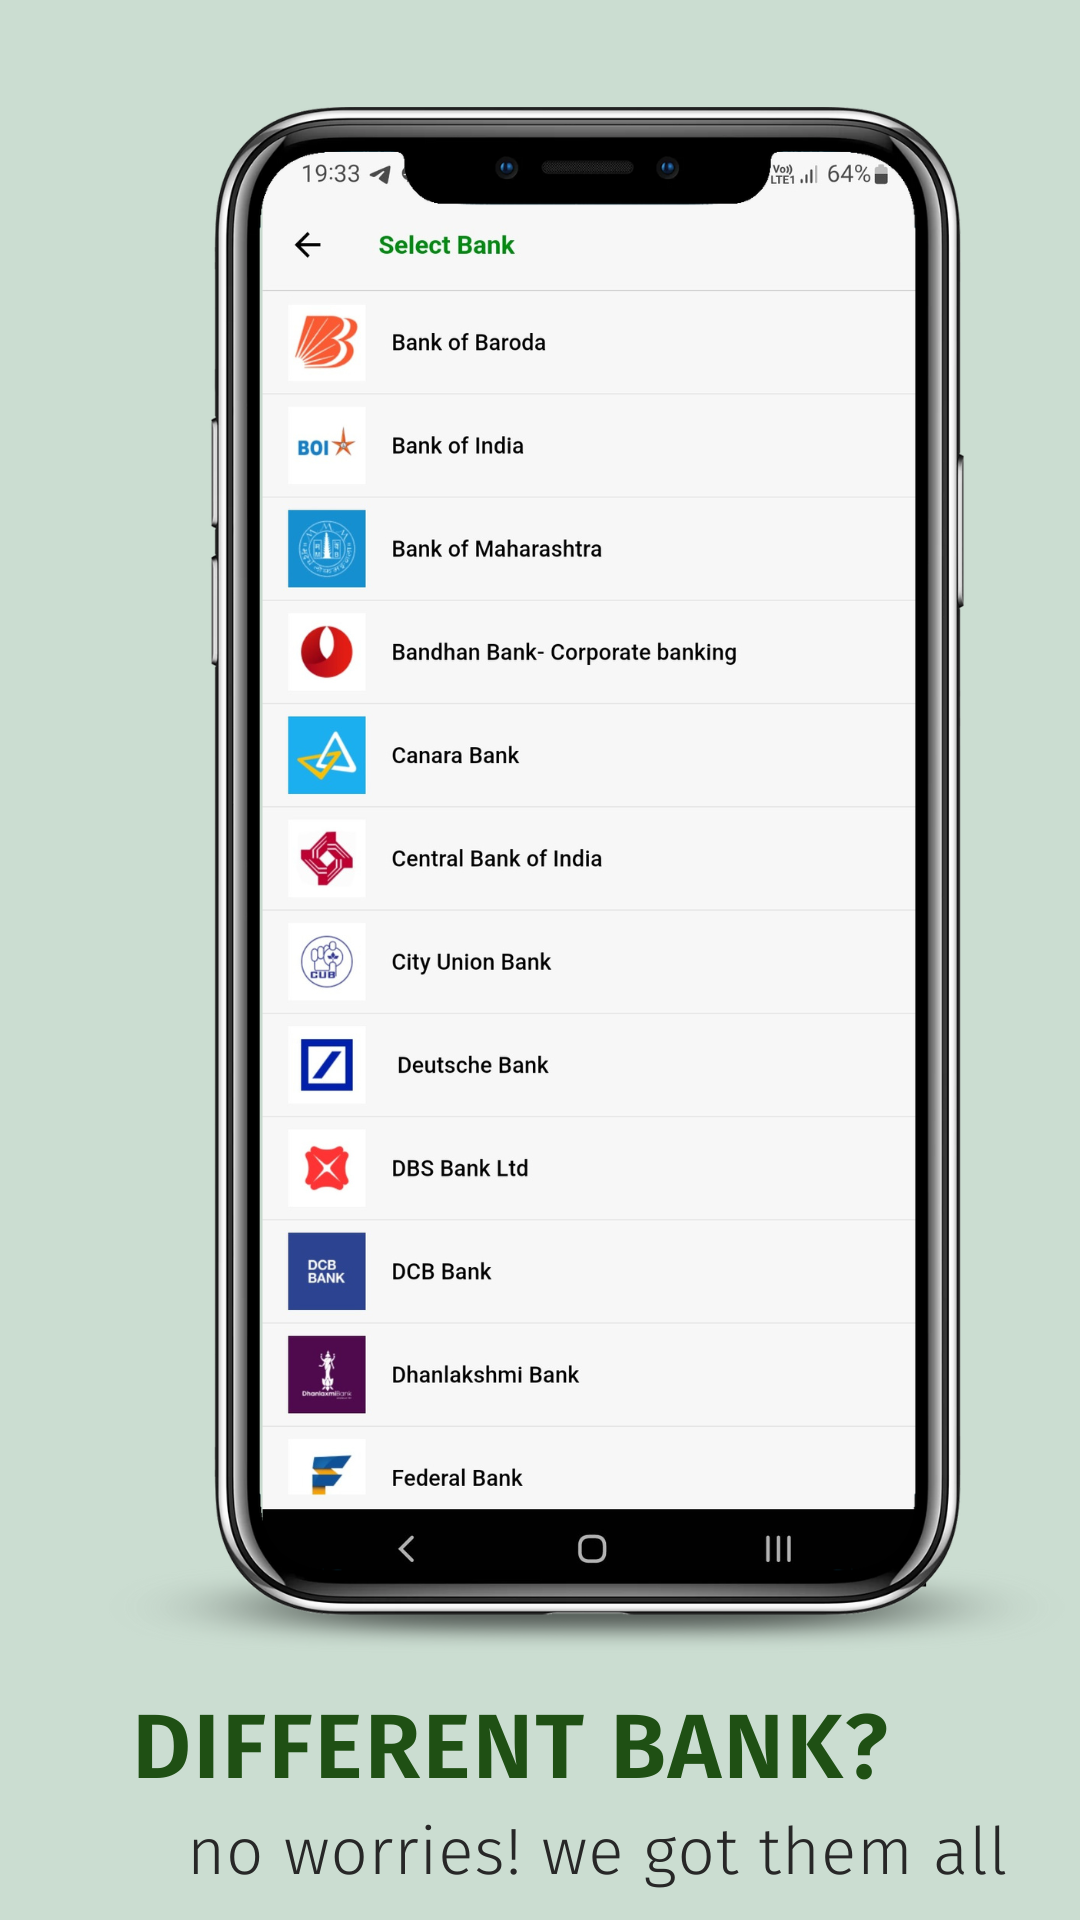 19:33
Vo))
LTE1
64%
Select Bank
Bank of Baroda
BOI
Bank of India
Bank of Maharashtra
Bandhan Bank- Corporate banking
Canara Bank
Central Bank of India
CUB
City Union Bank
Deutsche Bank
DBS Bank Ltd
DCB
BANK
DCB Bank
DhanlaxmiBank
Dhanlakshmi Bank
Federal Bank
DIFFERENT BANK?
no worries! we got them all